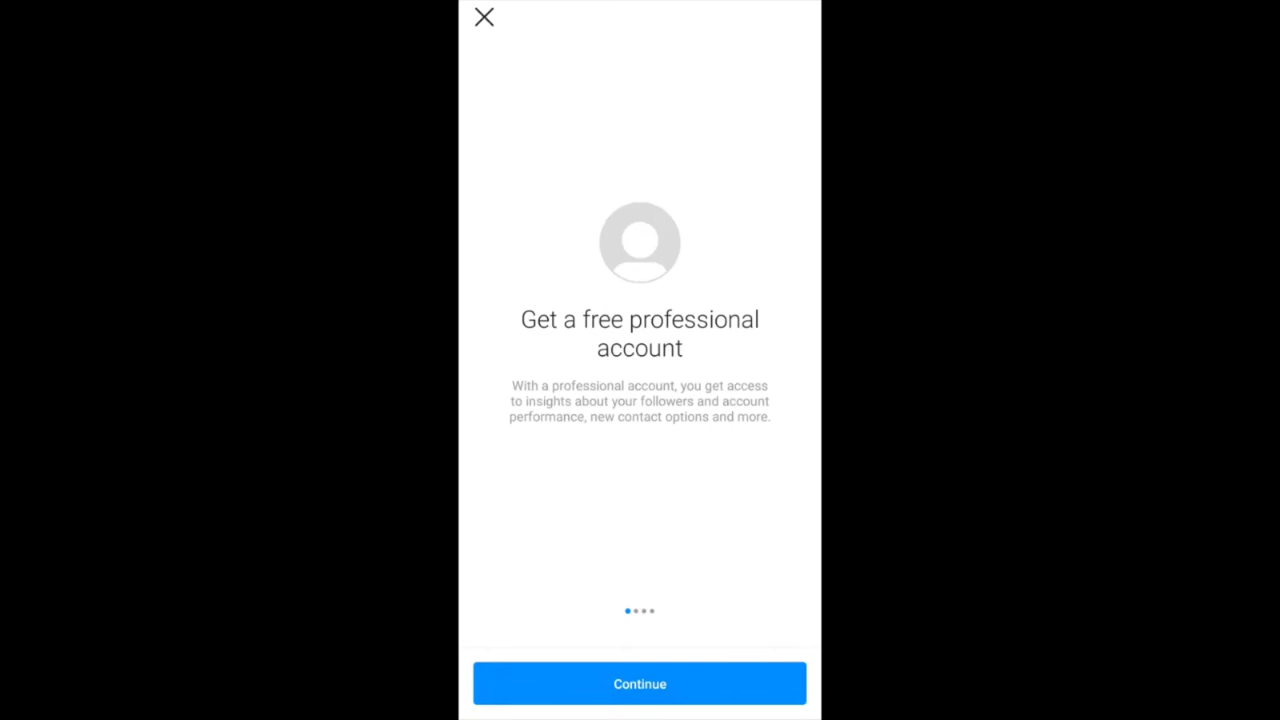 Get a free professional
account
With a professional account, you get access
to insights about your followers and account
performance, new contact options and more.
Continue